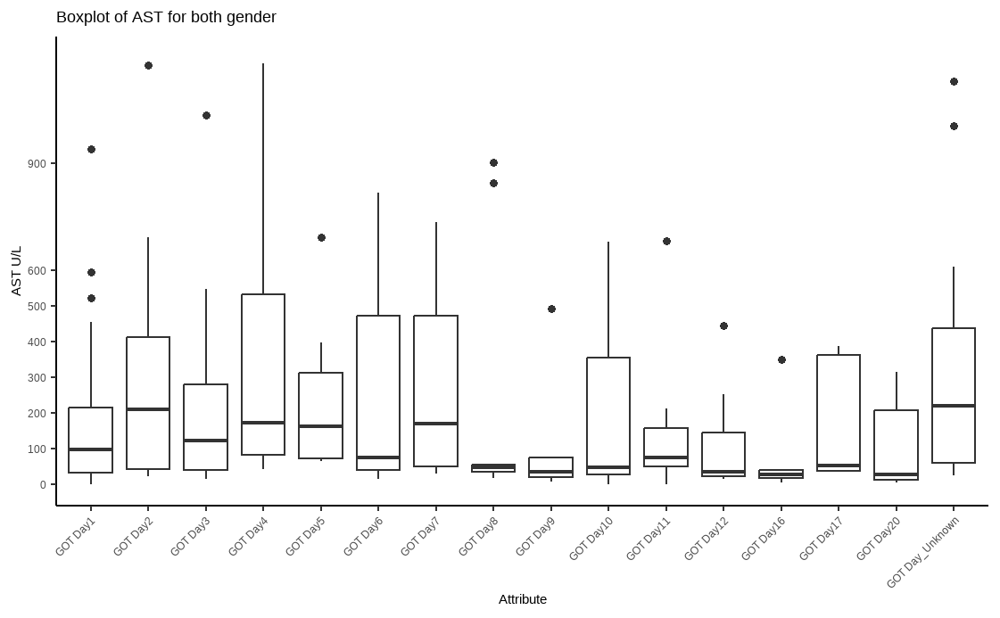 Boxplot of AST for both gender
AST U/L
900
600
500
400
300
200
100
0
GOT Day1
GOT Day2
GOT Day3
GOT Day4
GOT Day5
GOT Day6
GOT Day7
GOT Day8
GOT Day9
GOT Day10
GOT Day11
GOT Day12
GOT Day16
GOT Day17
GOT Day20
GOT Day_Unknown
Attribute